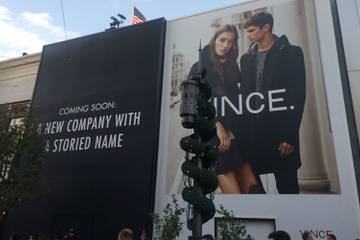 COMING SOON:
A NEW COMPANY WITH
A STORIED NAME
VINCE.
VINCE.